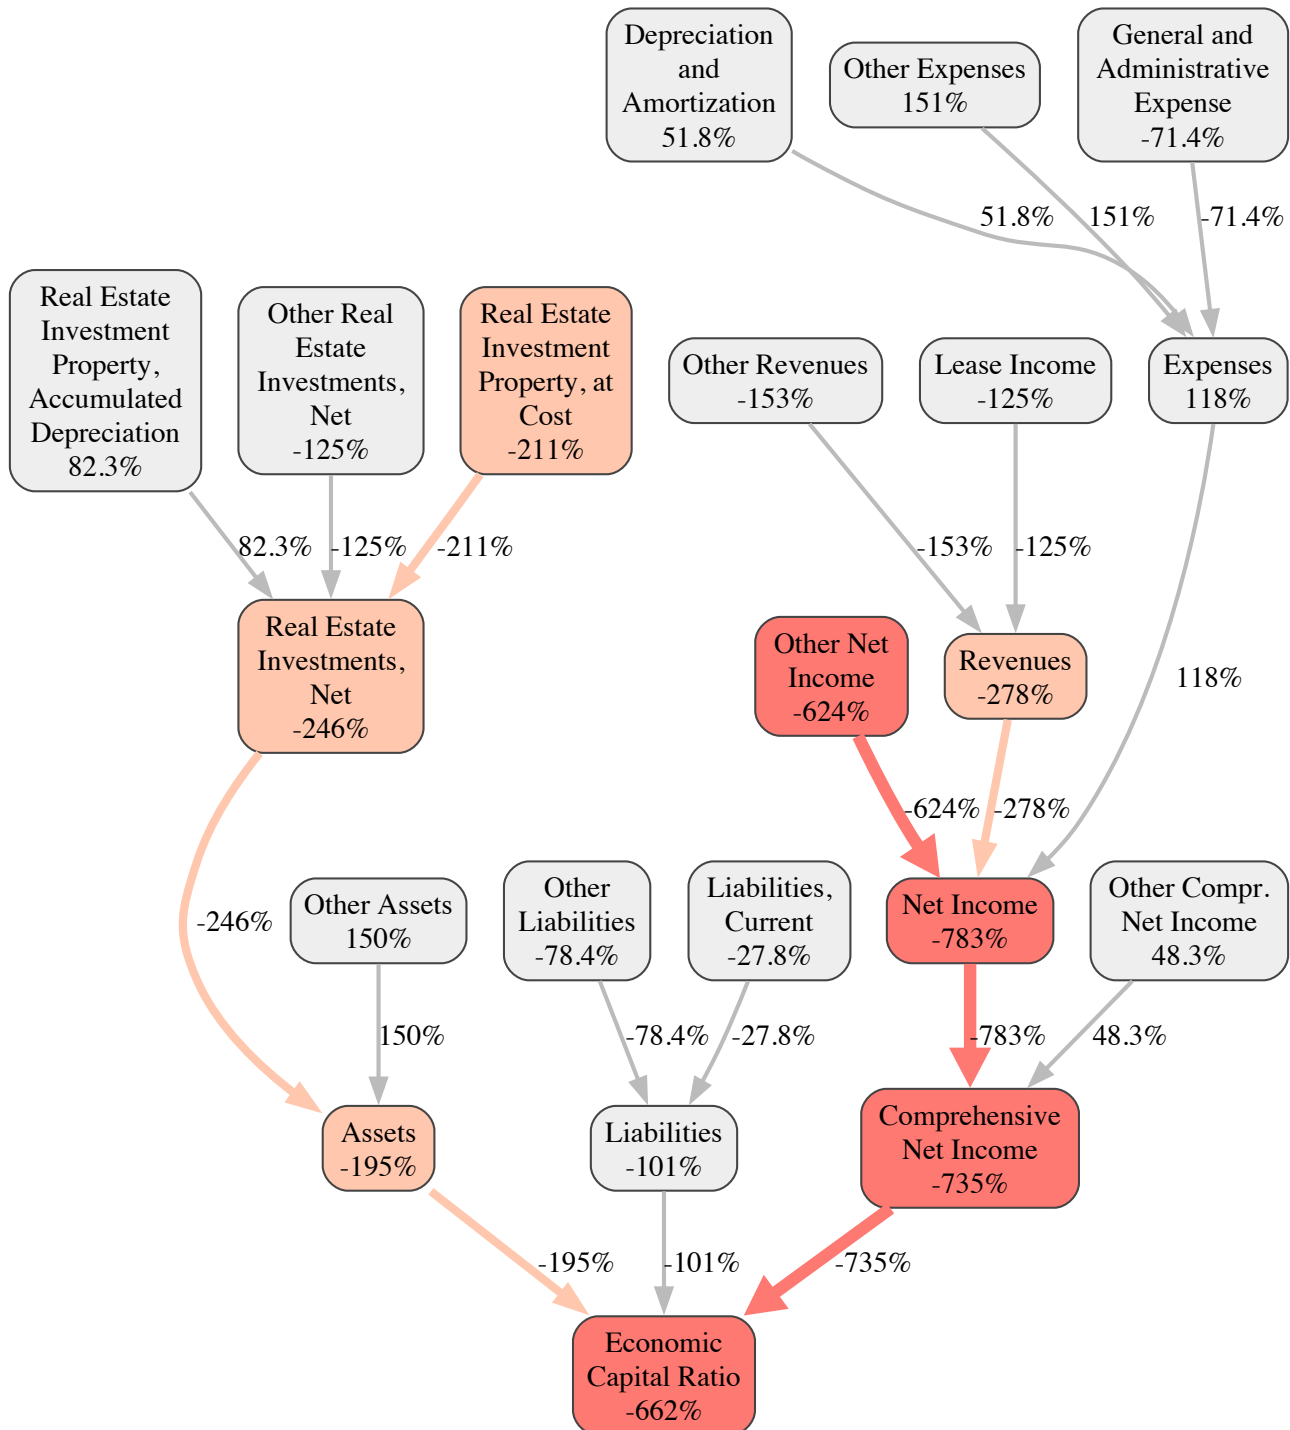 Depreciation
and
Amortization
51.8%
Other Expenses
151%
General and
Administrative
Expense
-71.4%
51.8%
151%
-71.4%
Real Estate
Investment
Property,
Accumulated
Depreciation
82.3%
Other Real
Estate
Investments,
Net
-125%
Real Estate
Investment
Property, at
Cost
-211%
Other Revenues
-153%
Lease Income
-125%
Expenses
118%
82.3%
-125%
-211%
-153%
-125%
Real Estate
Investments,
Net
-246%
Other Net
Income
-624%
Revenues
-278%
118%
-624%
-278%
-246%
Other Assets
150%
Other
Liabilities
-78.4%
Liabilities,
Current
-27.8%
Net Income
-783%
Other Compr.
Net Income
48.3%
150%
-78.4%
-27.8%
-783%
48.3%
Assets
-195%
Liabilities
-101%
Comprehensive
Net Income
-735%
-195%
-101%
-735%
Economic
Capital Ratio
-662%